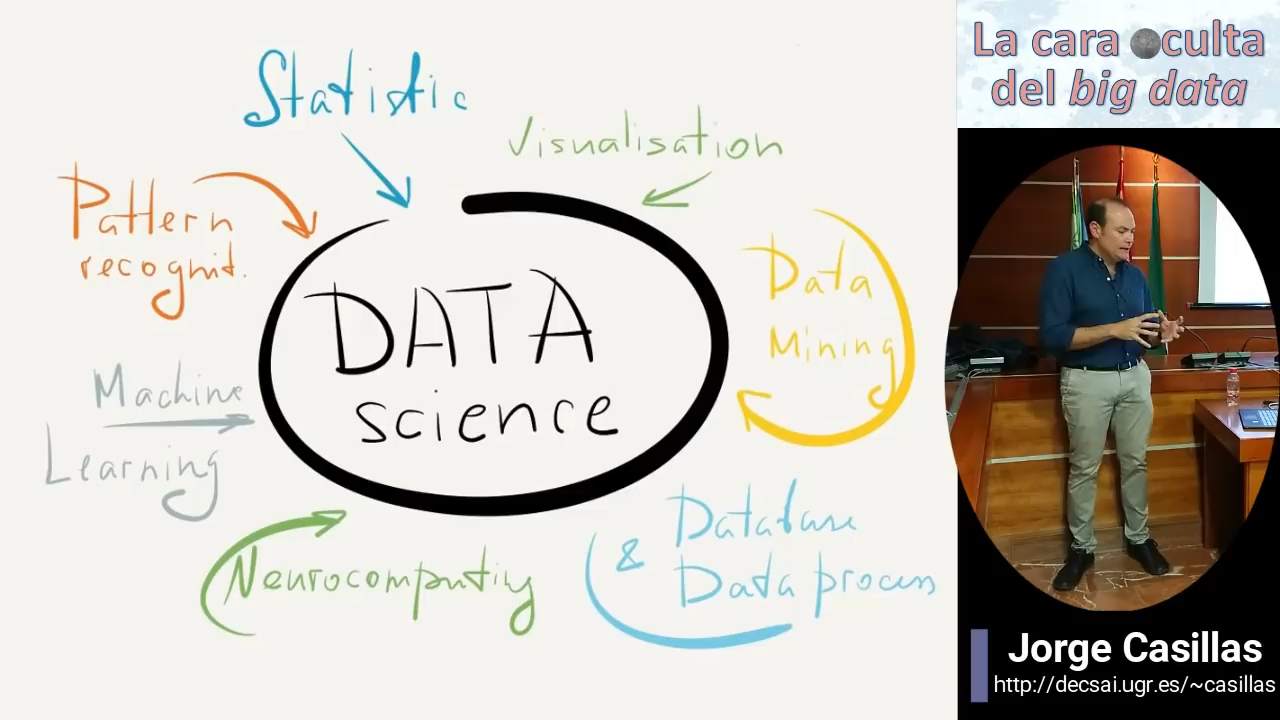 Statistic
Visualisation
Pattern
recognit.
Data
Mining
DATA
science
Machine
Learning
Neurocomputing
& Database
Data process
La cara oculta
del big data
Jorge Casillas
http://decsai.ugr.es/~casillas